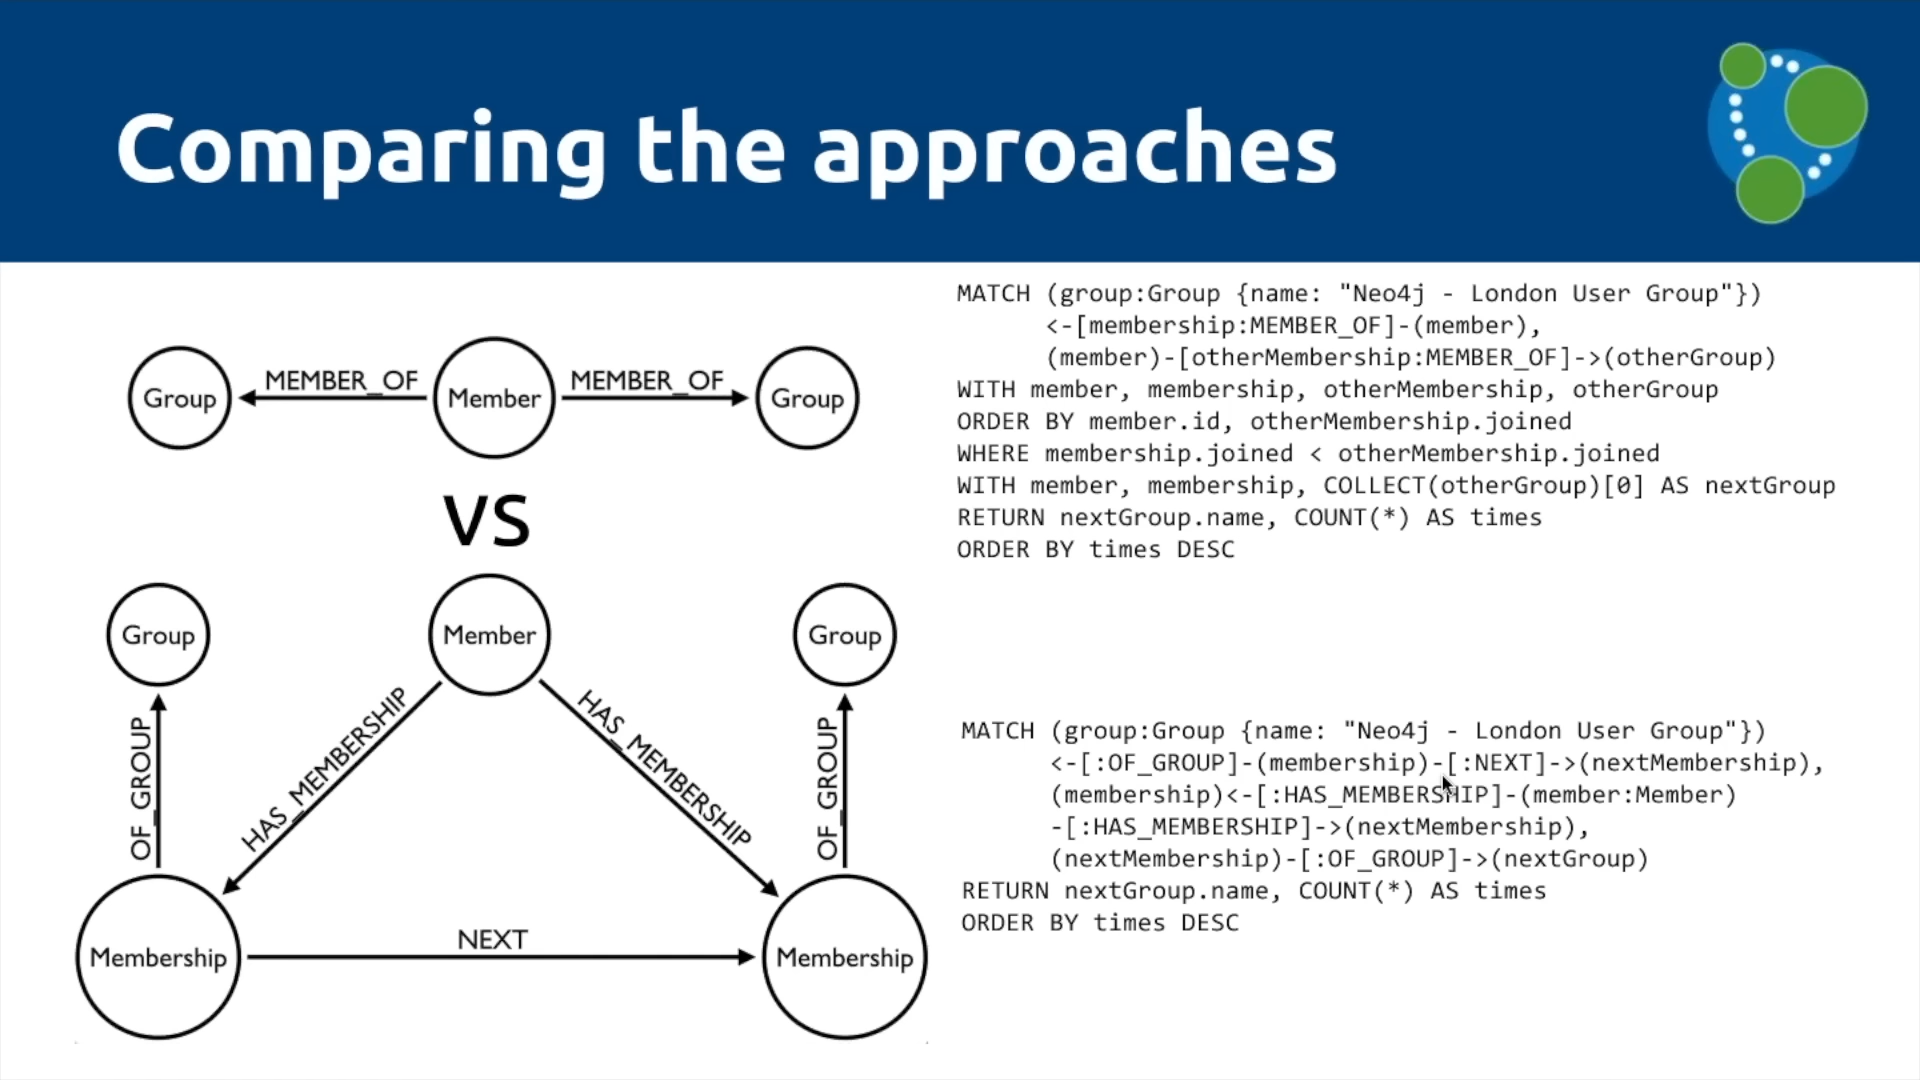 Comparing the approaches
Group
MEMBER_OF
Member
MEMBER_OF
Group
vs
Group
Member
Group
OF_GROUP
HAS_MEMBERSHIP
HAS_MEMBERSHIP
OF_GROUP
Membership
NEXT
Membership
MATCH (group:Group {name: "Neo4j - London User Group"})
<-[membership:MEMBER_OF]-(member),
(member)-[otherMembership:MEMBER_OF]->(otherGroup)
WITH member, membership, otherMembership, otherGroup
ORDER BY member.id, otherMembership.joined
WHERE membership.joined < otherMembership.joined
WITH member, membership, COLLECT(otherGroup)[0] AS nextGroup
RETURN nextGroup.name, COUNT(*) AS times
ORDER BY times DESC
MATCH (group:Group {name: "Neo4j - London User Group"})
<-[:OF_GROUP]-(membership)-[:NEXT]->(nextMembership),
(membership)<-[:HAS_MEMBERSHIP]-(member:Member)
-[:HAS_MEMBERSHIP]->(nextMembership),
(nextMembership)-[:OF_GROUP]->(nextGroup)
RETURN nextGroup.name, COUNT(*) AS times
ORDER BY times DESC